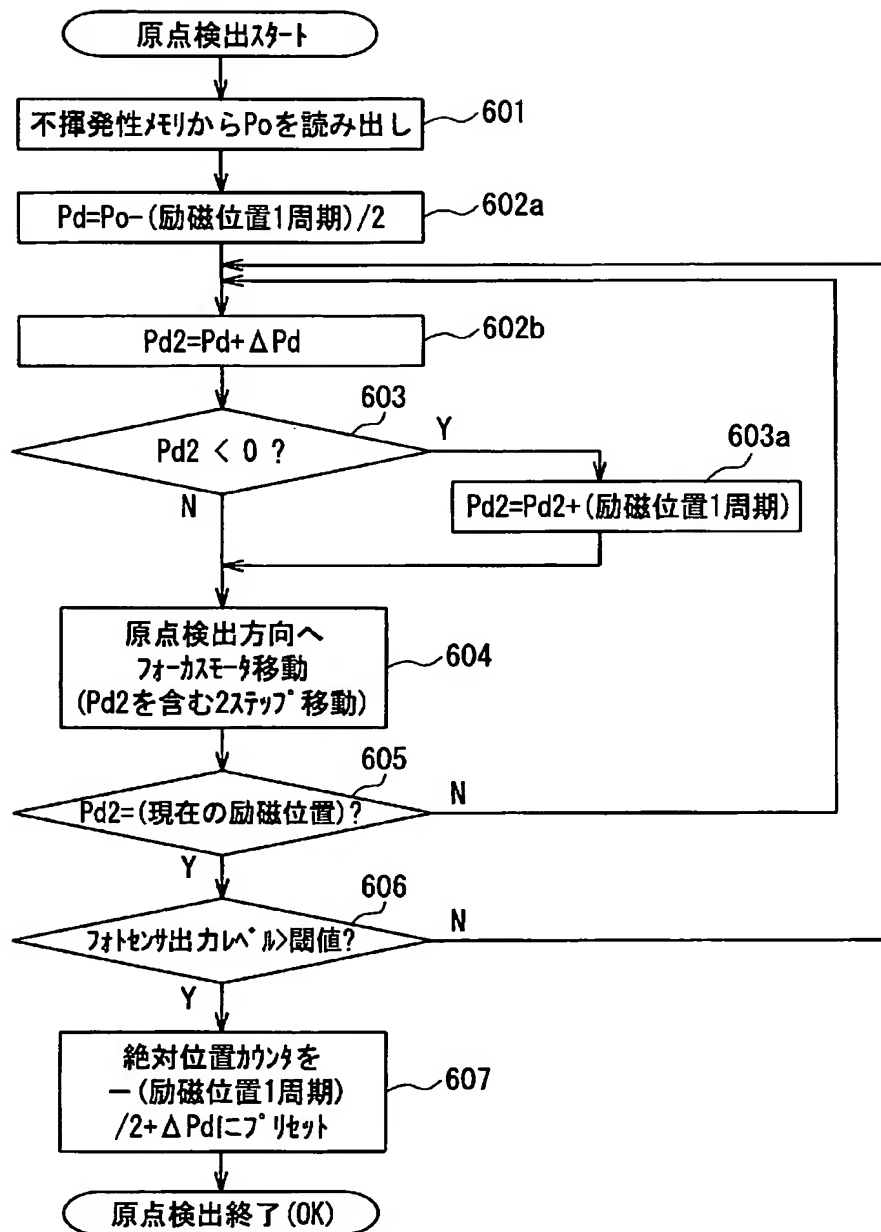 原点検出スタート
不揮発性メモリからPoを読み出し
601
Pd=Po-(励磁位置1周期)/2
602a
Pd2=Pd+ΔPd
602b
603
Pd2 < 0 ?
Y
N
603a
Pd2=Pd2+(励磁位置1周期)
原点検出方向へ
フォーカスモータ移動
(Pd2を含む2ステップ移動)
604
605
Pd2=(現在の励磁位置)?
N
Y
606
フォトセンサ出力レベル>閾値?
N
Y
絶対位置カウンタを
-(励磁位置1周期)
/2+ΔPdにプリセット
607
原点検出終了(OK)